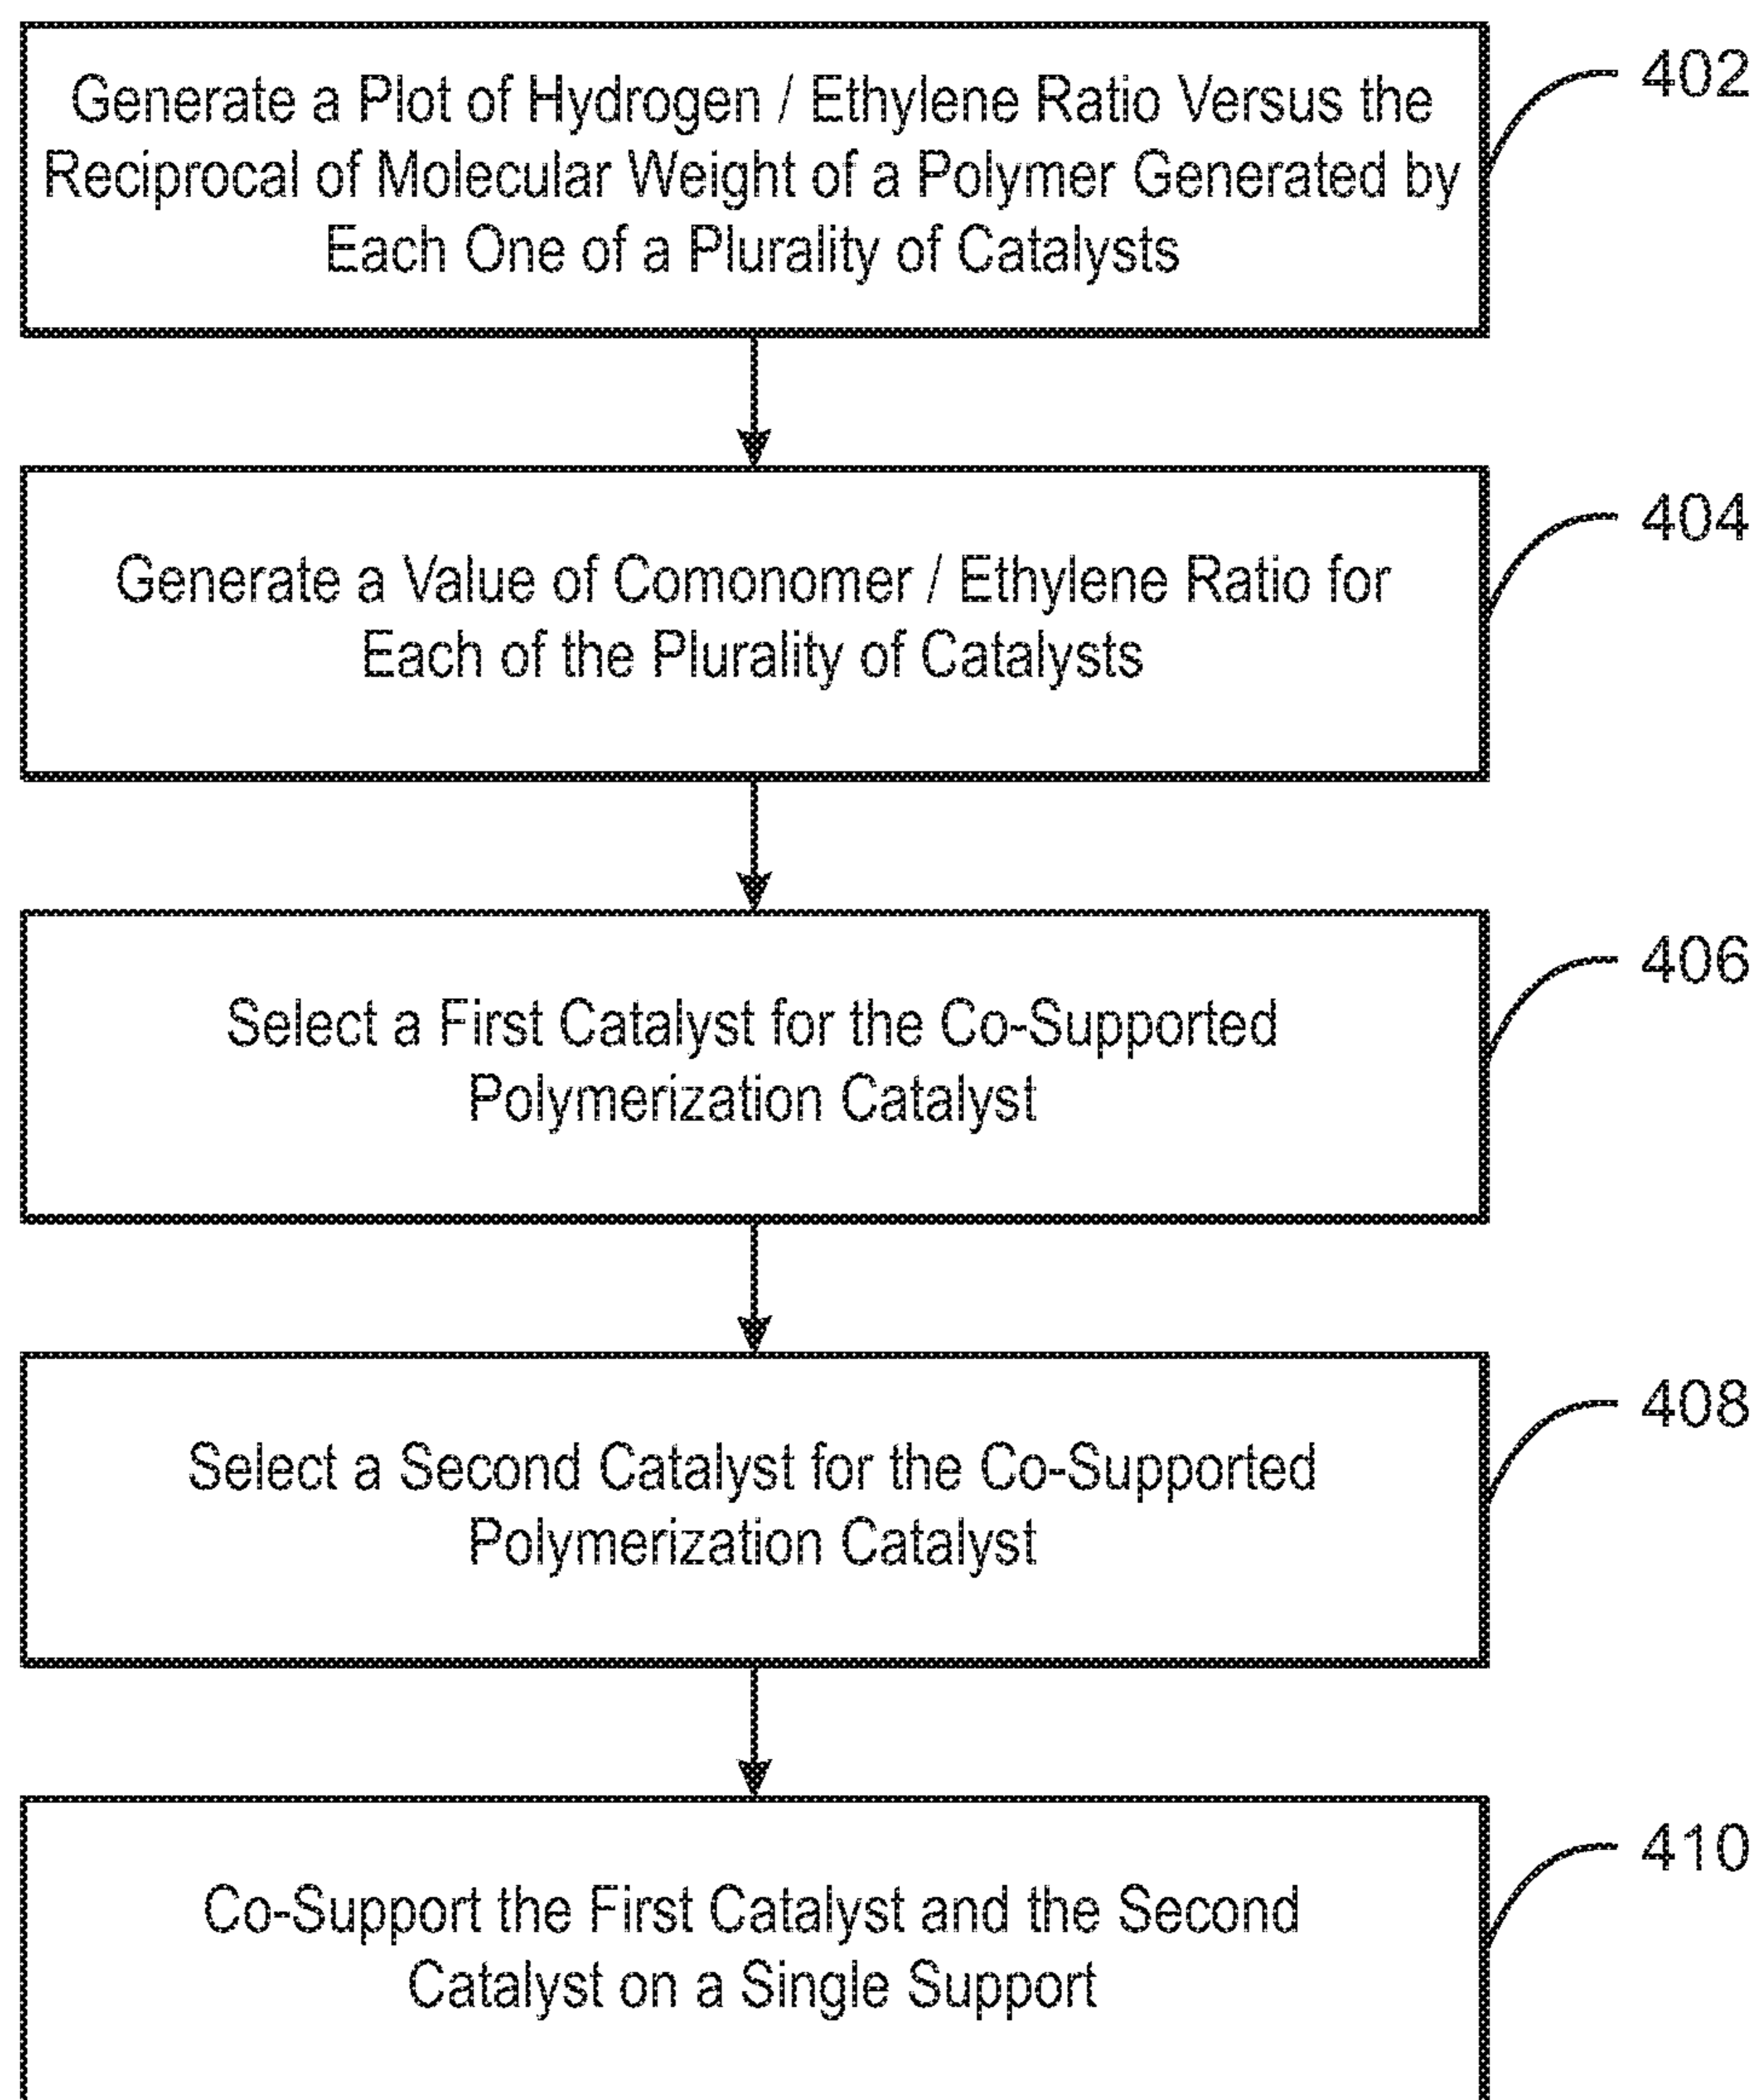 Generate a Plot of Hydrogen / Ethylene Ratio Versus the
Reciprocal of Molecular Weight of a Polymer Generated by
Each One of a Plurality of Catalysts
402
Generate a Value of Comonomer / Ethylene Ratio for
Each of the Plurality of Catalysts
404
Select a First Catalyst for the Co-Supported
Polymerization Catalyst
406
Select a Second Catalyst for the Co-Supported
Polymerization Catalyst
408
Co-Support the First Catalyst and the Second
Catalyst on a Single Support
410